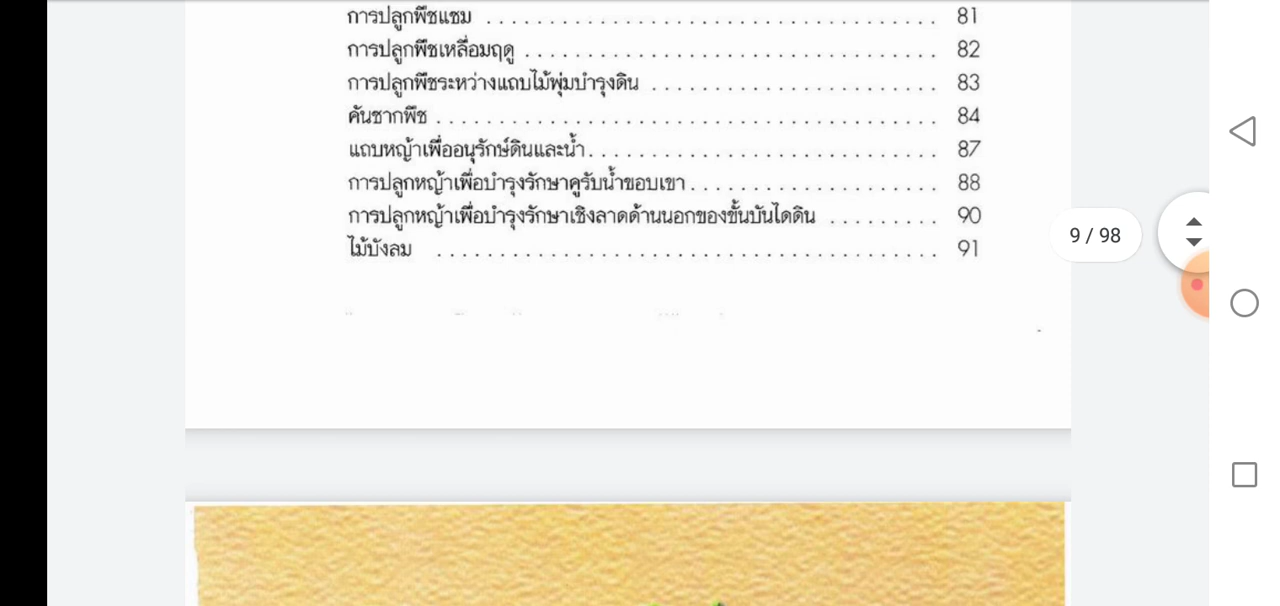 การปลูกพืชแซม ........................................ 81
การปลูกพืชเหลื่อมฤดู .................................... 82
การปลูกพืชระหว่างแถบไม้พุ่มบำรุงดิน ........................ 83
คันซากพืช ............................................ 84
แถบหญ้าเพื่ออนุรักษ์ดินและน้ำ .............................. 87
การปลูกหญ้าเพื่อบำรุงรักษาคูรับน้ำขอบเขา ...................... 88
การปลูกหญ้าเพื่อบำรุงรักษาเชิงลาดด้านนอกของขั้นบันไดดิน ......... 90
9 / 98
ไม้บังลม ............................................ 91